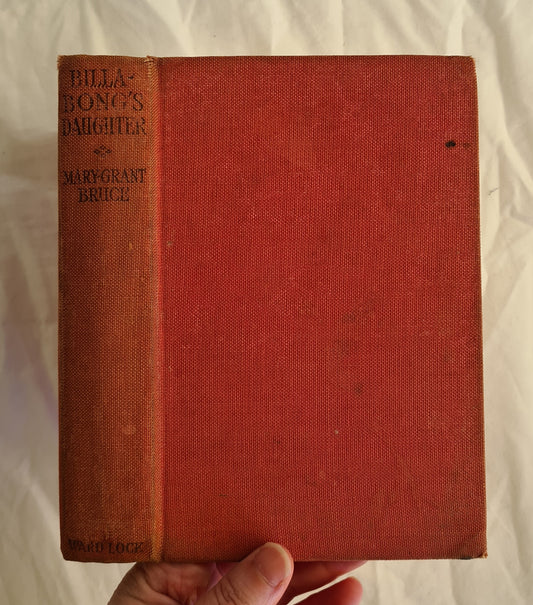 BILLA-
BONG'S
DAUGHTER
MARY·GRANT
BRUCE
WARD LOCK